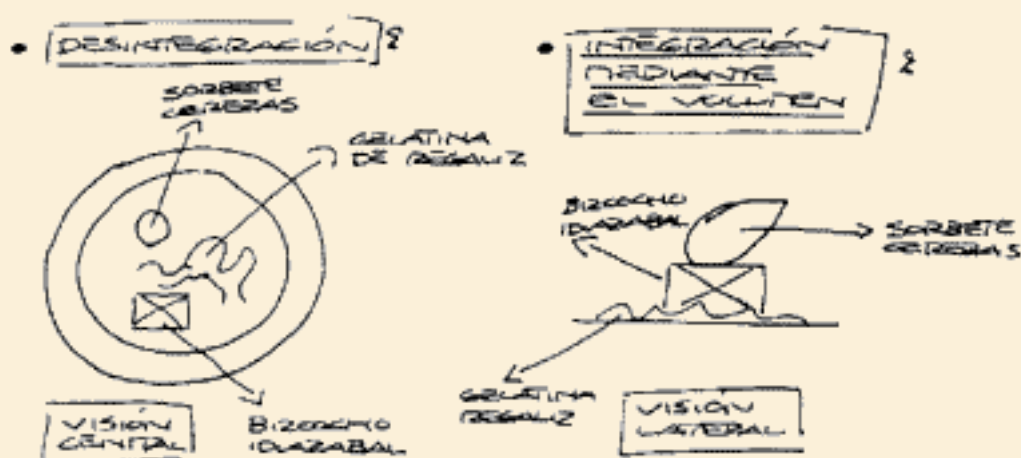 • DESINTEGRACIÓN?
SORBETE
CEREZAS
GELATINA
DE REGALIZ
VISIÓN
CENITAL
BIZCOCHO
IDIAZABAL
• INTEGRACIÓN
MEDIANTE
EL VOLUMEN?
BIZCOCHO
IDIAZABAL
SORBETE
CEREZAS
GELATINA
REGALIZ
VISIÓN
LATERAL